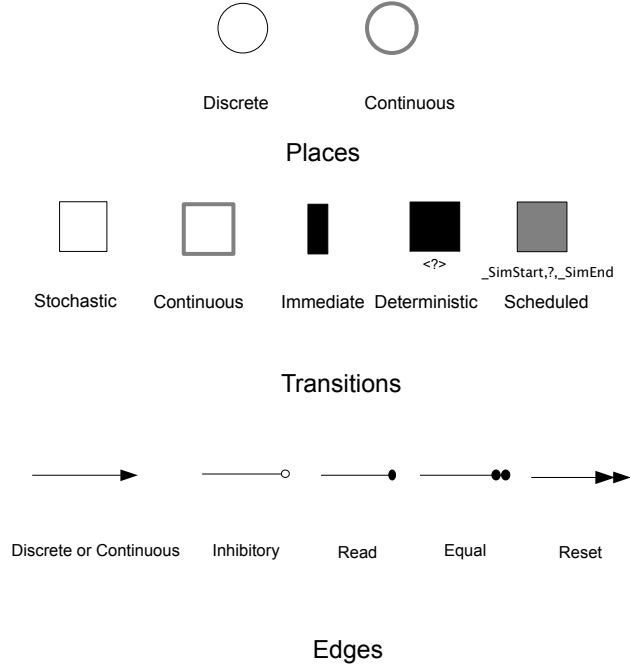 Discrete Continuous
Places
<?>
_SimStart,?,_SimEnd
Stochastic Continuous Immediate Deterministic Scheduled
Transitions
Discrete or Continuous Inhibitory Read Equal Reset
Edges